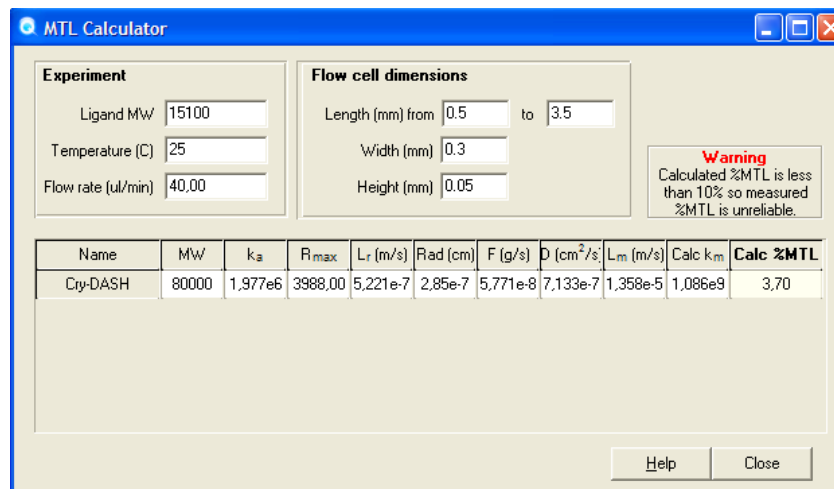 MTL Calculator
Experiment
Ligand MW 15100
Temperature (C) 25
Flow rate (ul/min) 40,00
Flow cell dimensions
Length (mm) from 0.5 to 3.5
Width (mm) 0.3
Height (mm) 0.05
Warning
Calculated %MTL is less
than 10% so measured
%MTL is unreliable.
Name MW ka Rmax Lr (m/s) Rad (cm) F (g/s) D (cm²/s) Lm (m/s) Calc km Calc %MTL
Cry-DASH 80000 1,977e6 3988,00 5,221e-7 2,85e-7 5,771e-8 7,133e-7 1,358e-5 1,086e9 3,70
Help Close